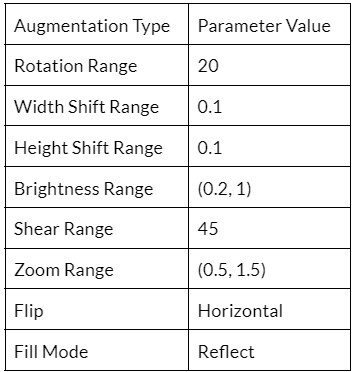 Augmentation Type Parameter Value
Rotation Range 20
Width Shift Range 0.1
Height Shift Range 0.1
Brightness Range (0.2, 1)
Shear Range 45
Zoom Range (0.5, 1.5)
Flip Horizontal
Fill Mode Reflect